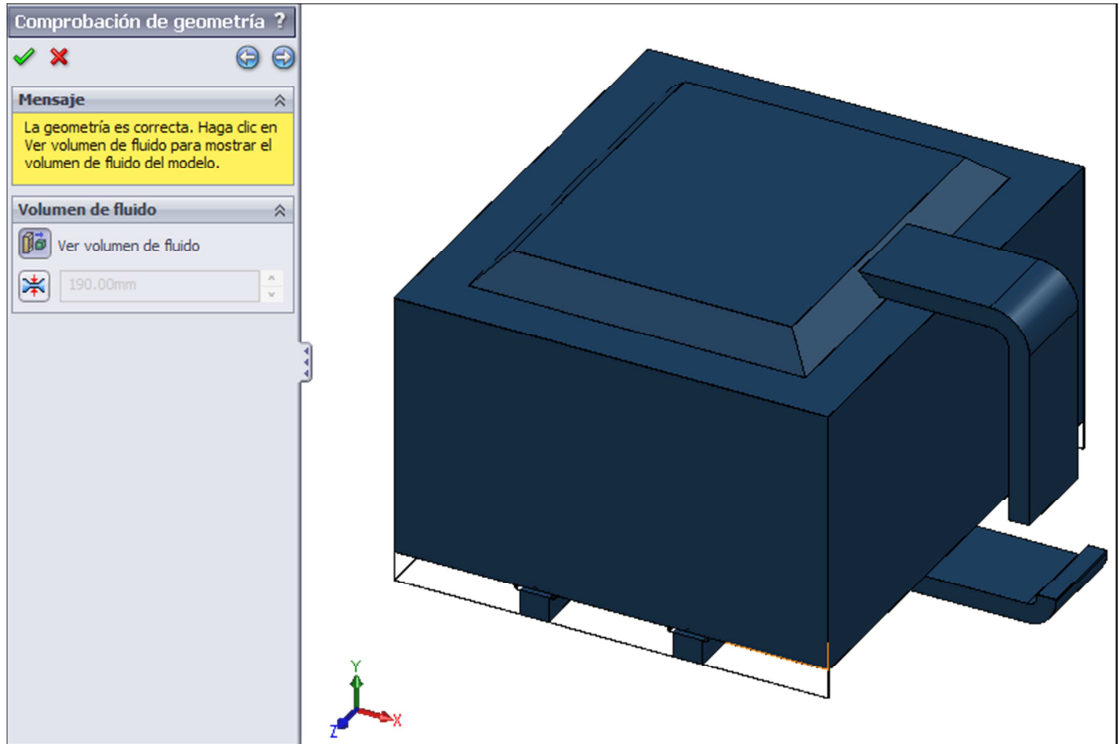 Comprobación de geometría ?
Mensaje
La geometría es correcta. Haga clic en
Ver volumen de fluido para mostrar el
volumen de fluido del modelo.
Volumen de fluido
Ver volumen de fluido
190.00mm
Y
X
Z